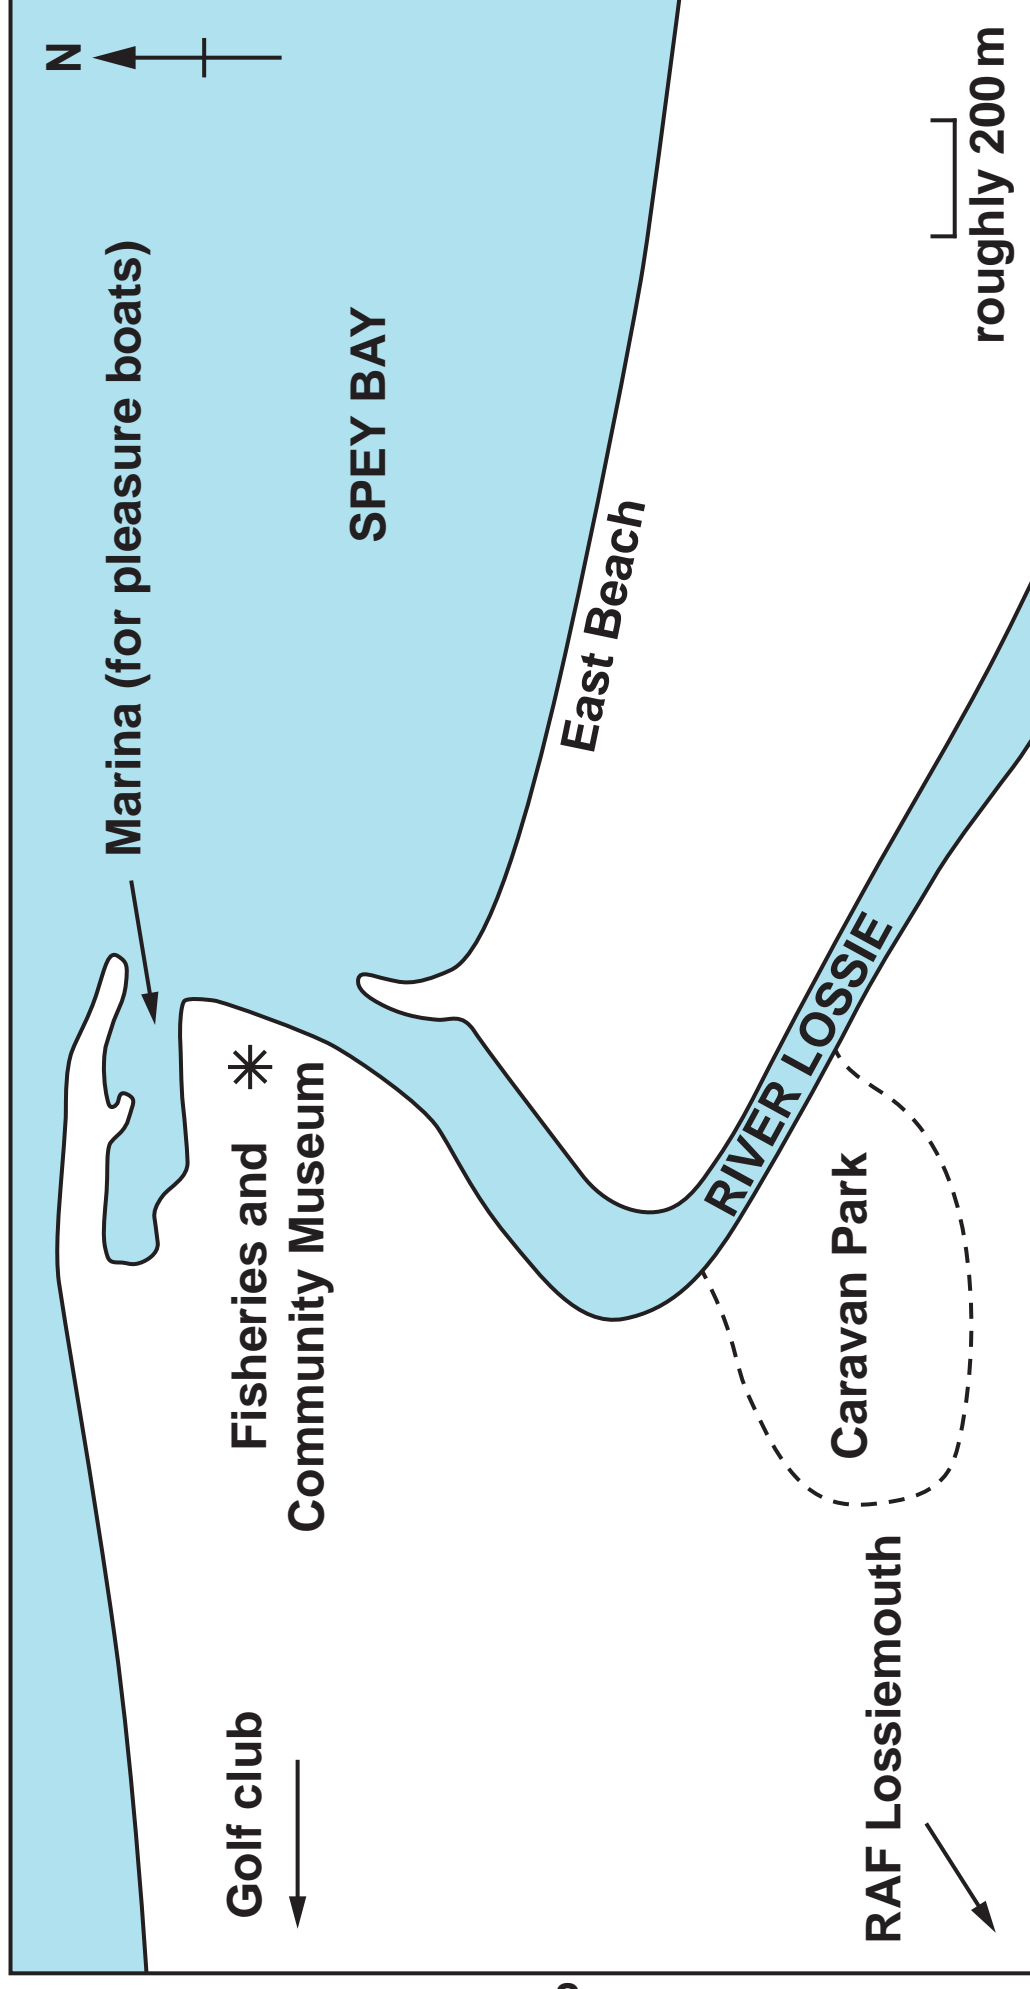 N
Marina (for pleasure boats)
SPEY BAY
Fisheries and
Community Museum
Golf club
East Beach
RIVER LOSSIE
Caravan Park
RAF Lossiemouth
roughly 200 m